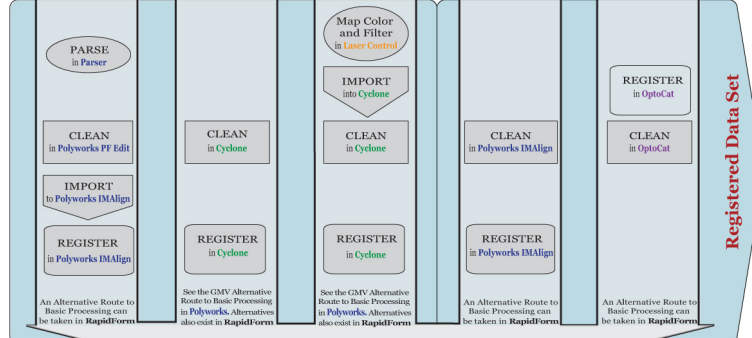 PARSE
in Parser
CLEAN
in Polyworks PF Edit
IMPORT
to Polyworks IMAlign
REGISTER
in Polyworks IMAlign
An Alternative Route to
Basic Processing can
be taken in RapidForm
CLEAN
in Cyclone
REGISTER
in Cyclone
See the GMV Alternative
Route to Basic Processing
in Polyworks. Alternatives
also exist in RapidForm
Map Color
and Filter
in Laser Control
IMPORT
into Cyclone
CLEAN
in Cyclone
REGISTER
in Cyclone
See the GMV Alternative
Route to Basic Processing
in Polyworks. Alternatives
also exist in RapidForm
CLEAN
in Polyworks IMAlign
REGISTER
in Polyworks IMAlign
An Alternative Route to
Basic Processing can be
taken in RapidForm
REGISTER
in OptoCat
CLEAN
in OptoCat
An Alternative Route to
Basic Processing can be
taken in RapidForm
Registered Data Set